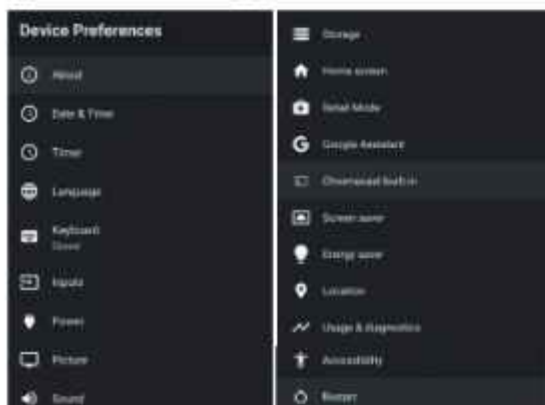 Device Preferences
About
Date & Time
Timer
Language
Keyboard
Inputs
Power
Picture
Sound
Storage
Home screen
Retail Mode
Google Assistant
Chromecast built-in
Screen saver
Energy saver
Location
Usage & diagnostics
Accessibility